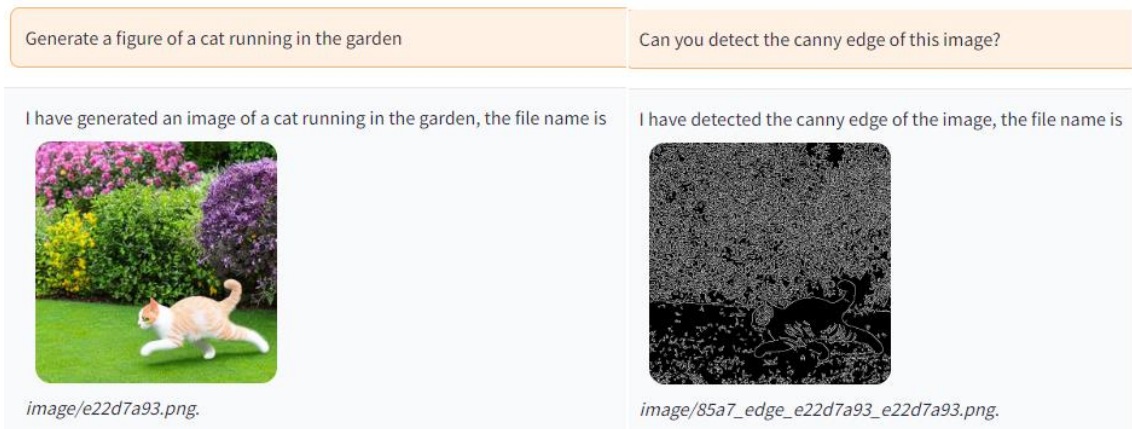 Generate a figure of a cat running in the garden
I have generated an image of a cat running in the garden, the file name is
image/e22d7a93.png.
Can you detect the canny edge of this image?
I have detected the canny edge of the image, the file name is
image/85a7_edge_e22d7a93_e22d7a93.png.